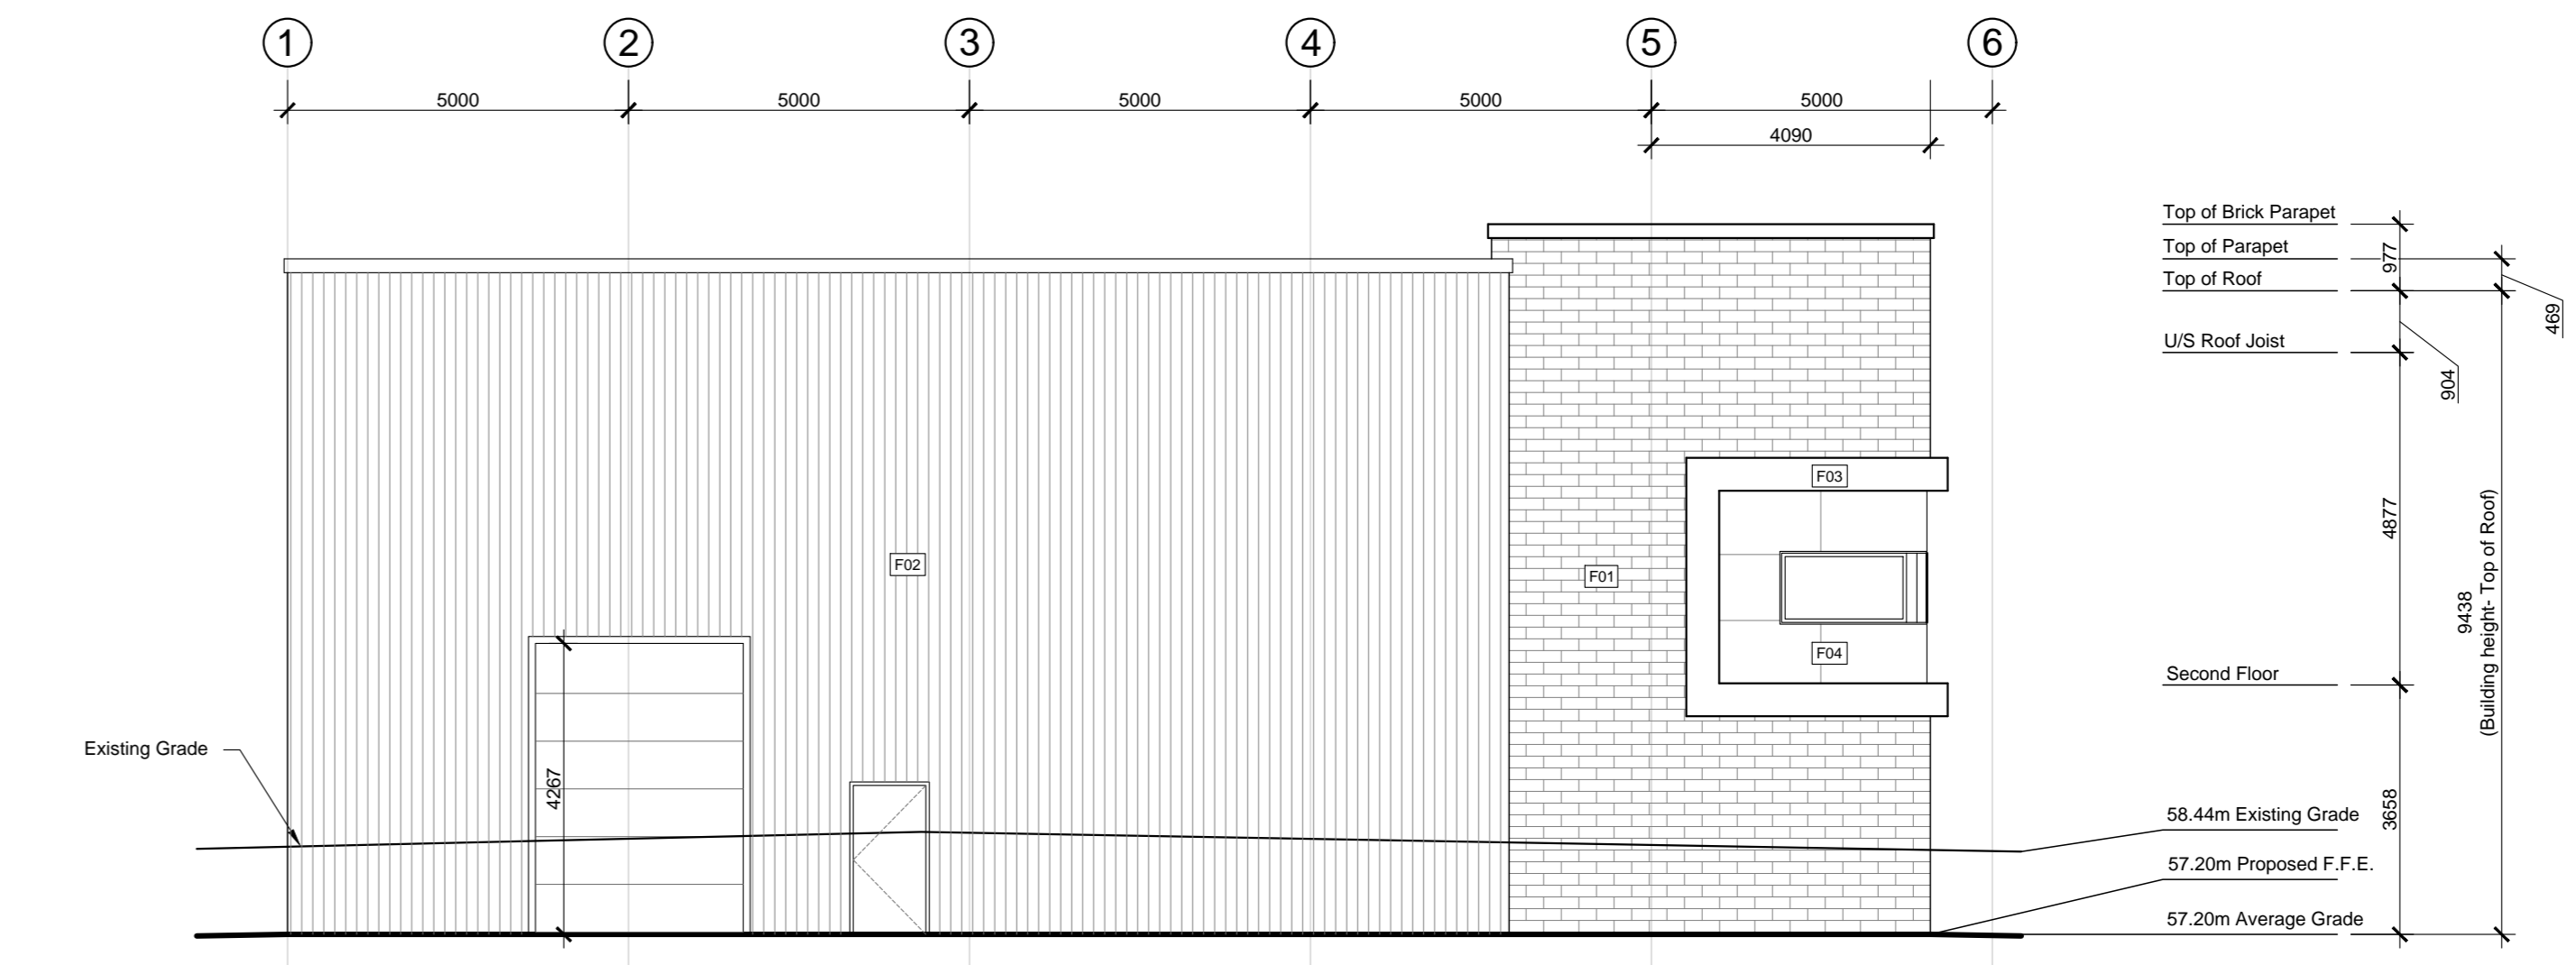 1 2 3 4 5 6
5000 5000 5000 5000 5000
4090
Top of Brick Parapet
977
Top of Parapet
Top of Roof
469
U/S Roof Joist
904
F03
4877
9438
(Building height- Top of Roof)
F02
F01
F04
Second Floor
Existing Grade
4267
3658
58.44m Existing Grade
57.20m Proposed F.F.E.
57.20m Average Grade